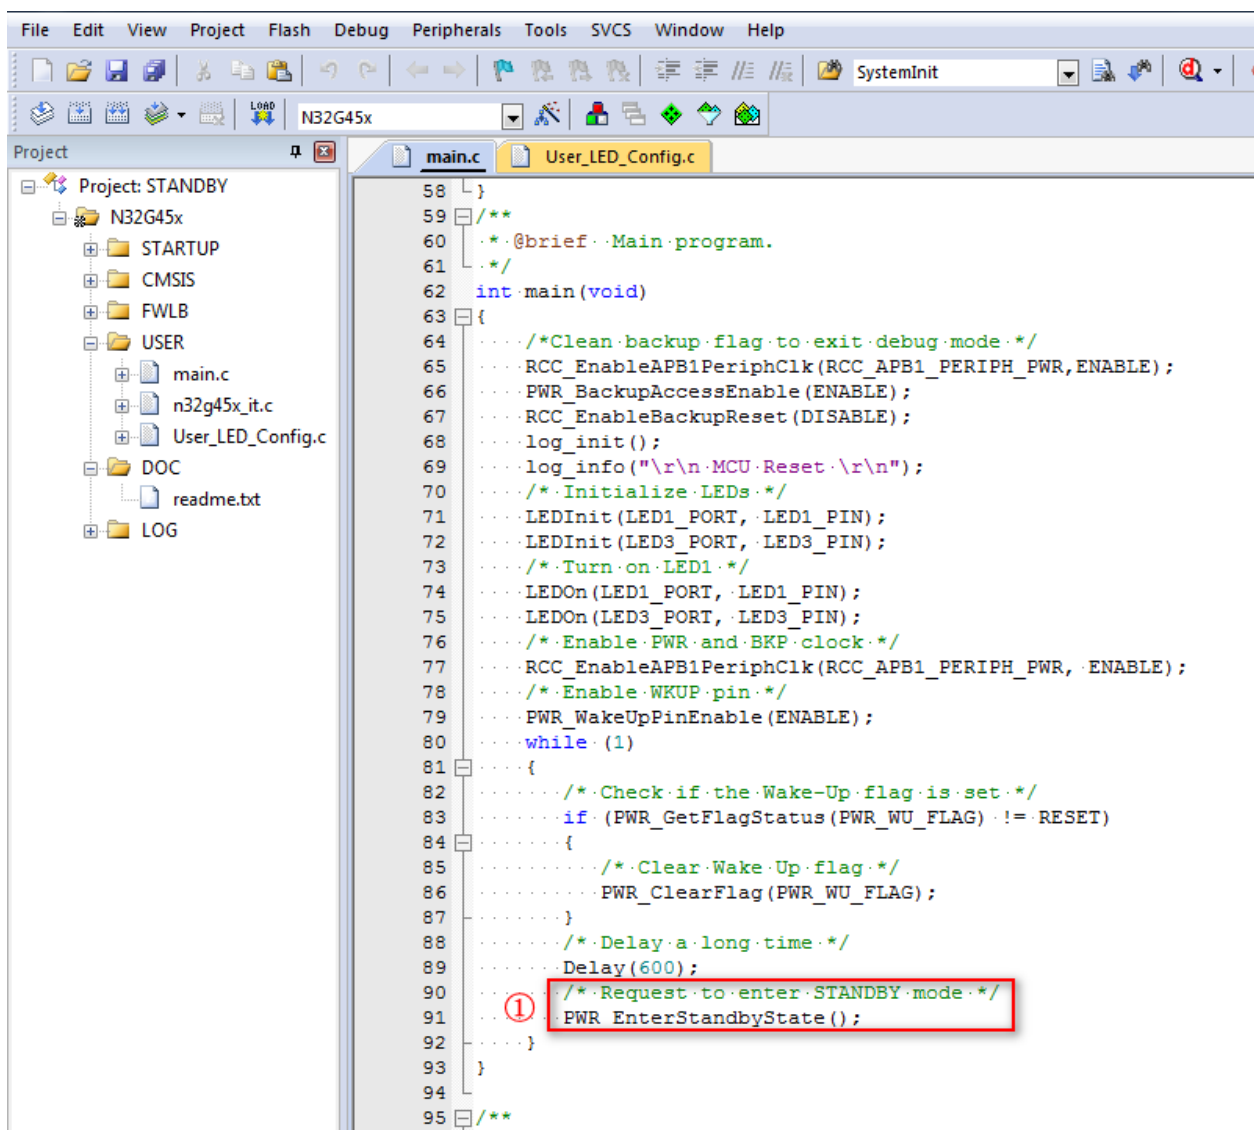 File Edit View Project Flash Debug Peripherals Tools SVCS Window Help
SystemInit
LOAD N32G45x
Project
Project: STANDBY
N32G45x
STARTUP
CMSIS
FWLB
USER
main.c
n32g45x_it.c
User_LED_Config.c
DOC
readme.txt
LOG
main.c User_LED_Config.c
58 }
59 /**
60  * @brief  Main program.
61  */
62 int main(void)
63 {
64     /*Clean backup flag to exit debug mode */
65     RCC_EnableAPB1PeriphClk(RCC_APB1_PERIPH_PWR,ENABLE);
66     PWR_BackupAccessEnable(ENABLE);
67     RCC_EnableBackupReset(DISABLE);
68     log_init();
69     log_info("\r\n MCU Reset \r\n");
70     /* Initialize LEDs */
71     LEDInit(LED1_PORT, LED1_PIN);
72     LEDInit(LED3_PORT, LED3_PIN);
73     /* Turn on LED1 */
74     LEDOn(LED1_PORT, LED1_PIN);
75     LEDOn(LED3_PORT, LED3_PIN);
76     /* Enable PWR and BKP clock */
77     RCC_EnableAPB1PeriphClk(RCC_APB1_PERIPH_PWR, ENABLE);
78     /* Enable WKUP pin */
79     PWR_WakeUpPinEnable(ENABLE);
80     while (1)
81     {
82        /* Check if the Wake-Up flag is set */
83        if (PWR_GetFlagStatus(PWR_WU_FLAG) != RESET)
84        {
85           /* Clear Wake Up flag */
86           PWR_ClearFlag(PWR_WU_FLAG);
87        }
88        /* Delay a long time */
89        Delay(600);
90        /* Request to enter STANDBY mode */
① 91        PWR_EnterStandbyState();
92     }
93 }
94
95 /**